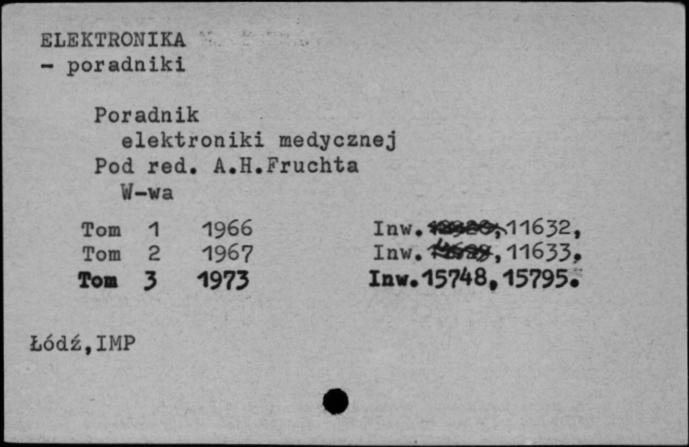 ELEKTRONIKA
- poradniki
Poradnik
elektroniki medycznej
Pod red. A.H.Fruchta
W-wa
Tom 1 1966 Inw. ,11632,
Tom 2 1967 Inw. ,11633,
Tom 3 1973 Inw.15748,15795.
Łódź,IMP